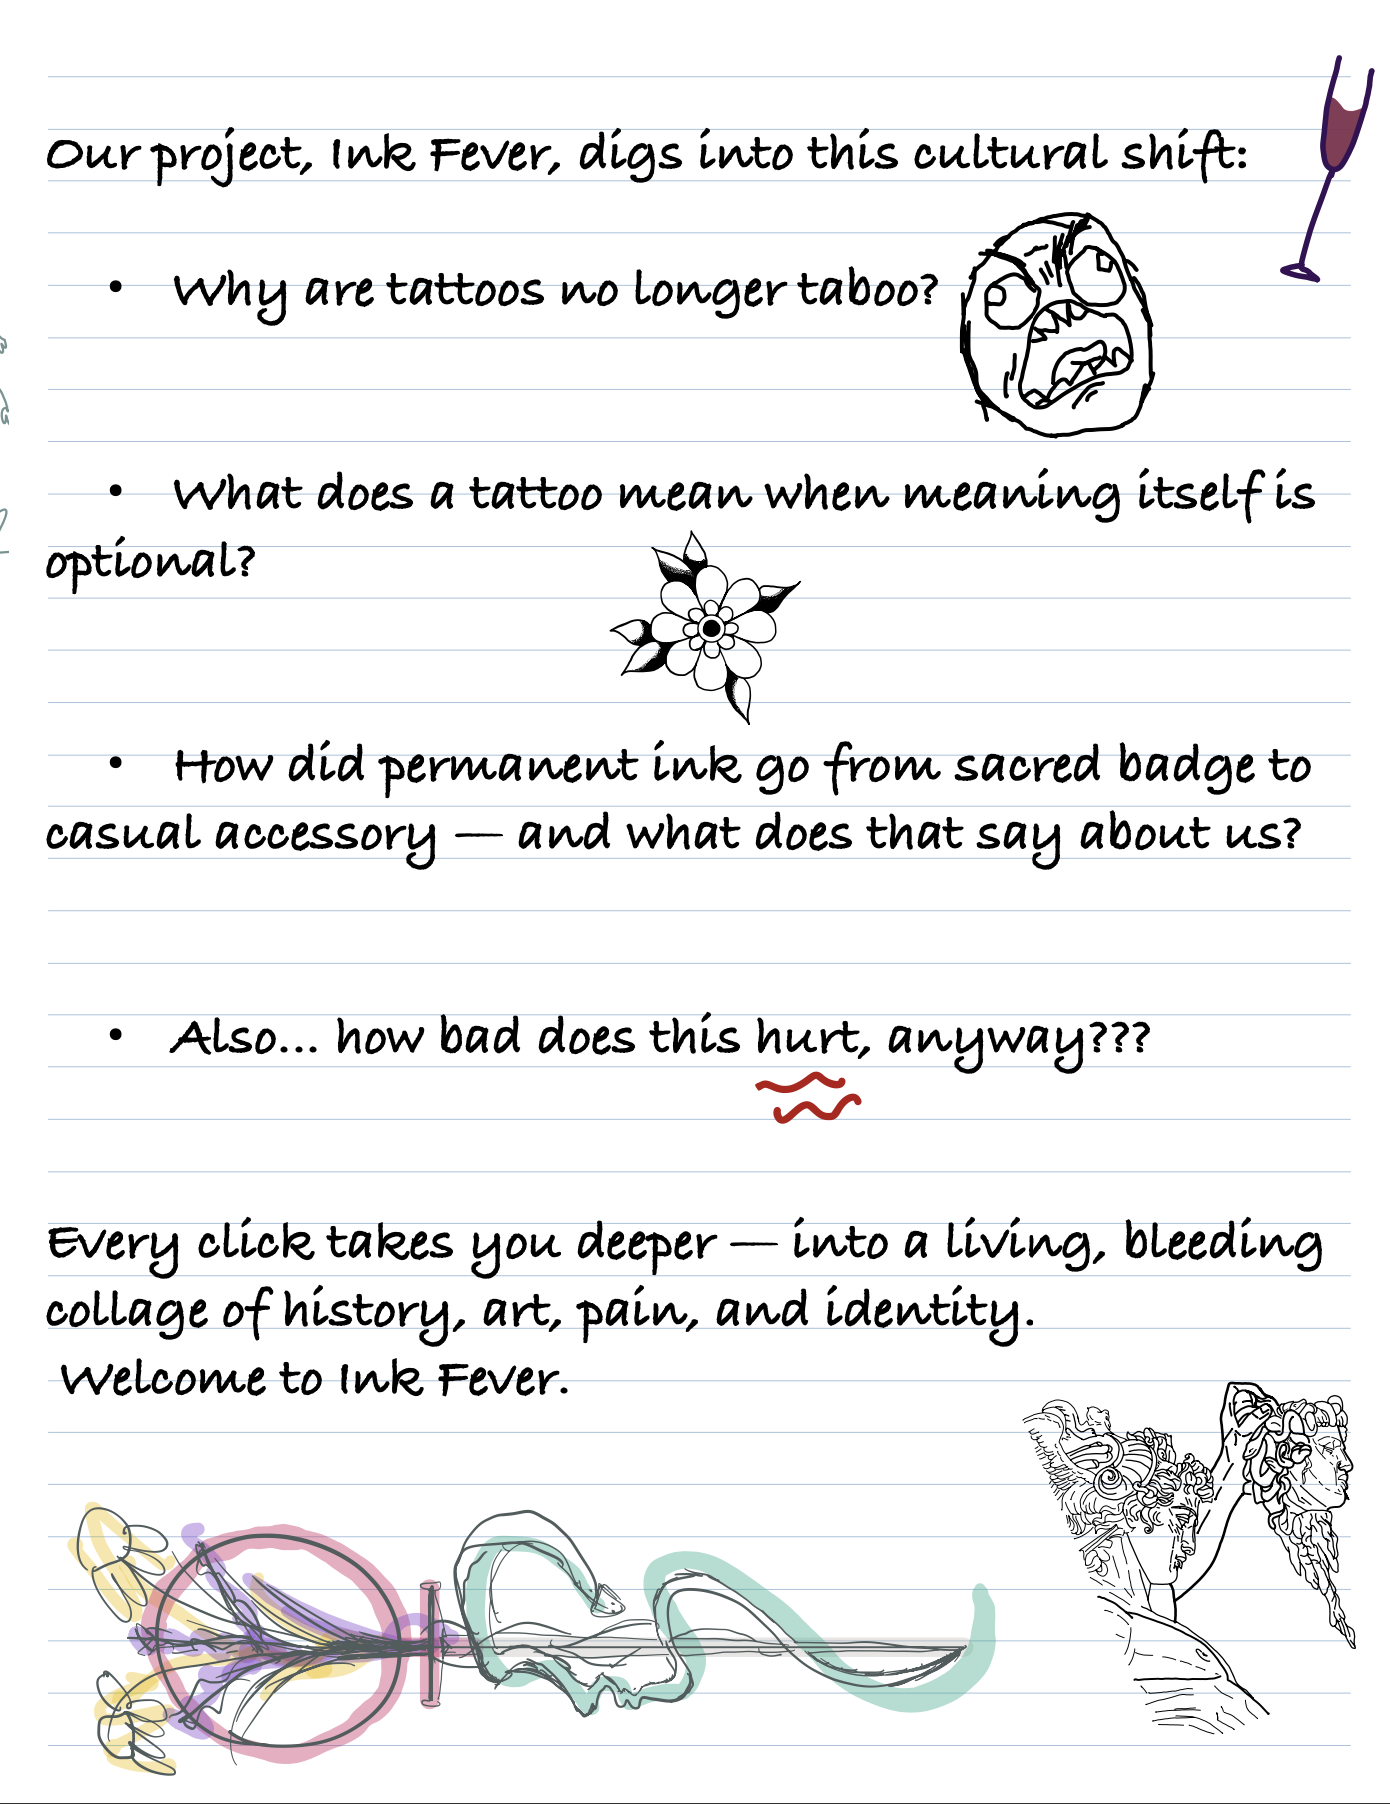 Our project, Ink Fever, digs into this cultural shift:
• Why are tattoos no longer taboo?
• What does a tattoo mean when meaning itself is
optional?
• How did permanent ink go from sacred badge to
casual accessory — and what does that say about us?
• Also... how bad does this hurt, anyway???
Every click takes you deeper — into a living, bleeding
collage of history, art, pain, and identity.
Welcome to Ink Fever.